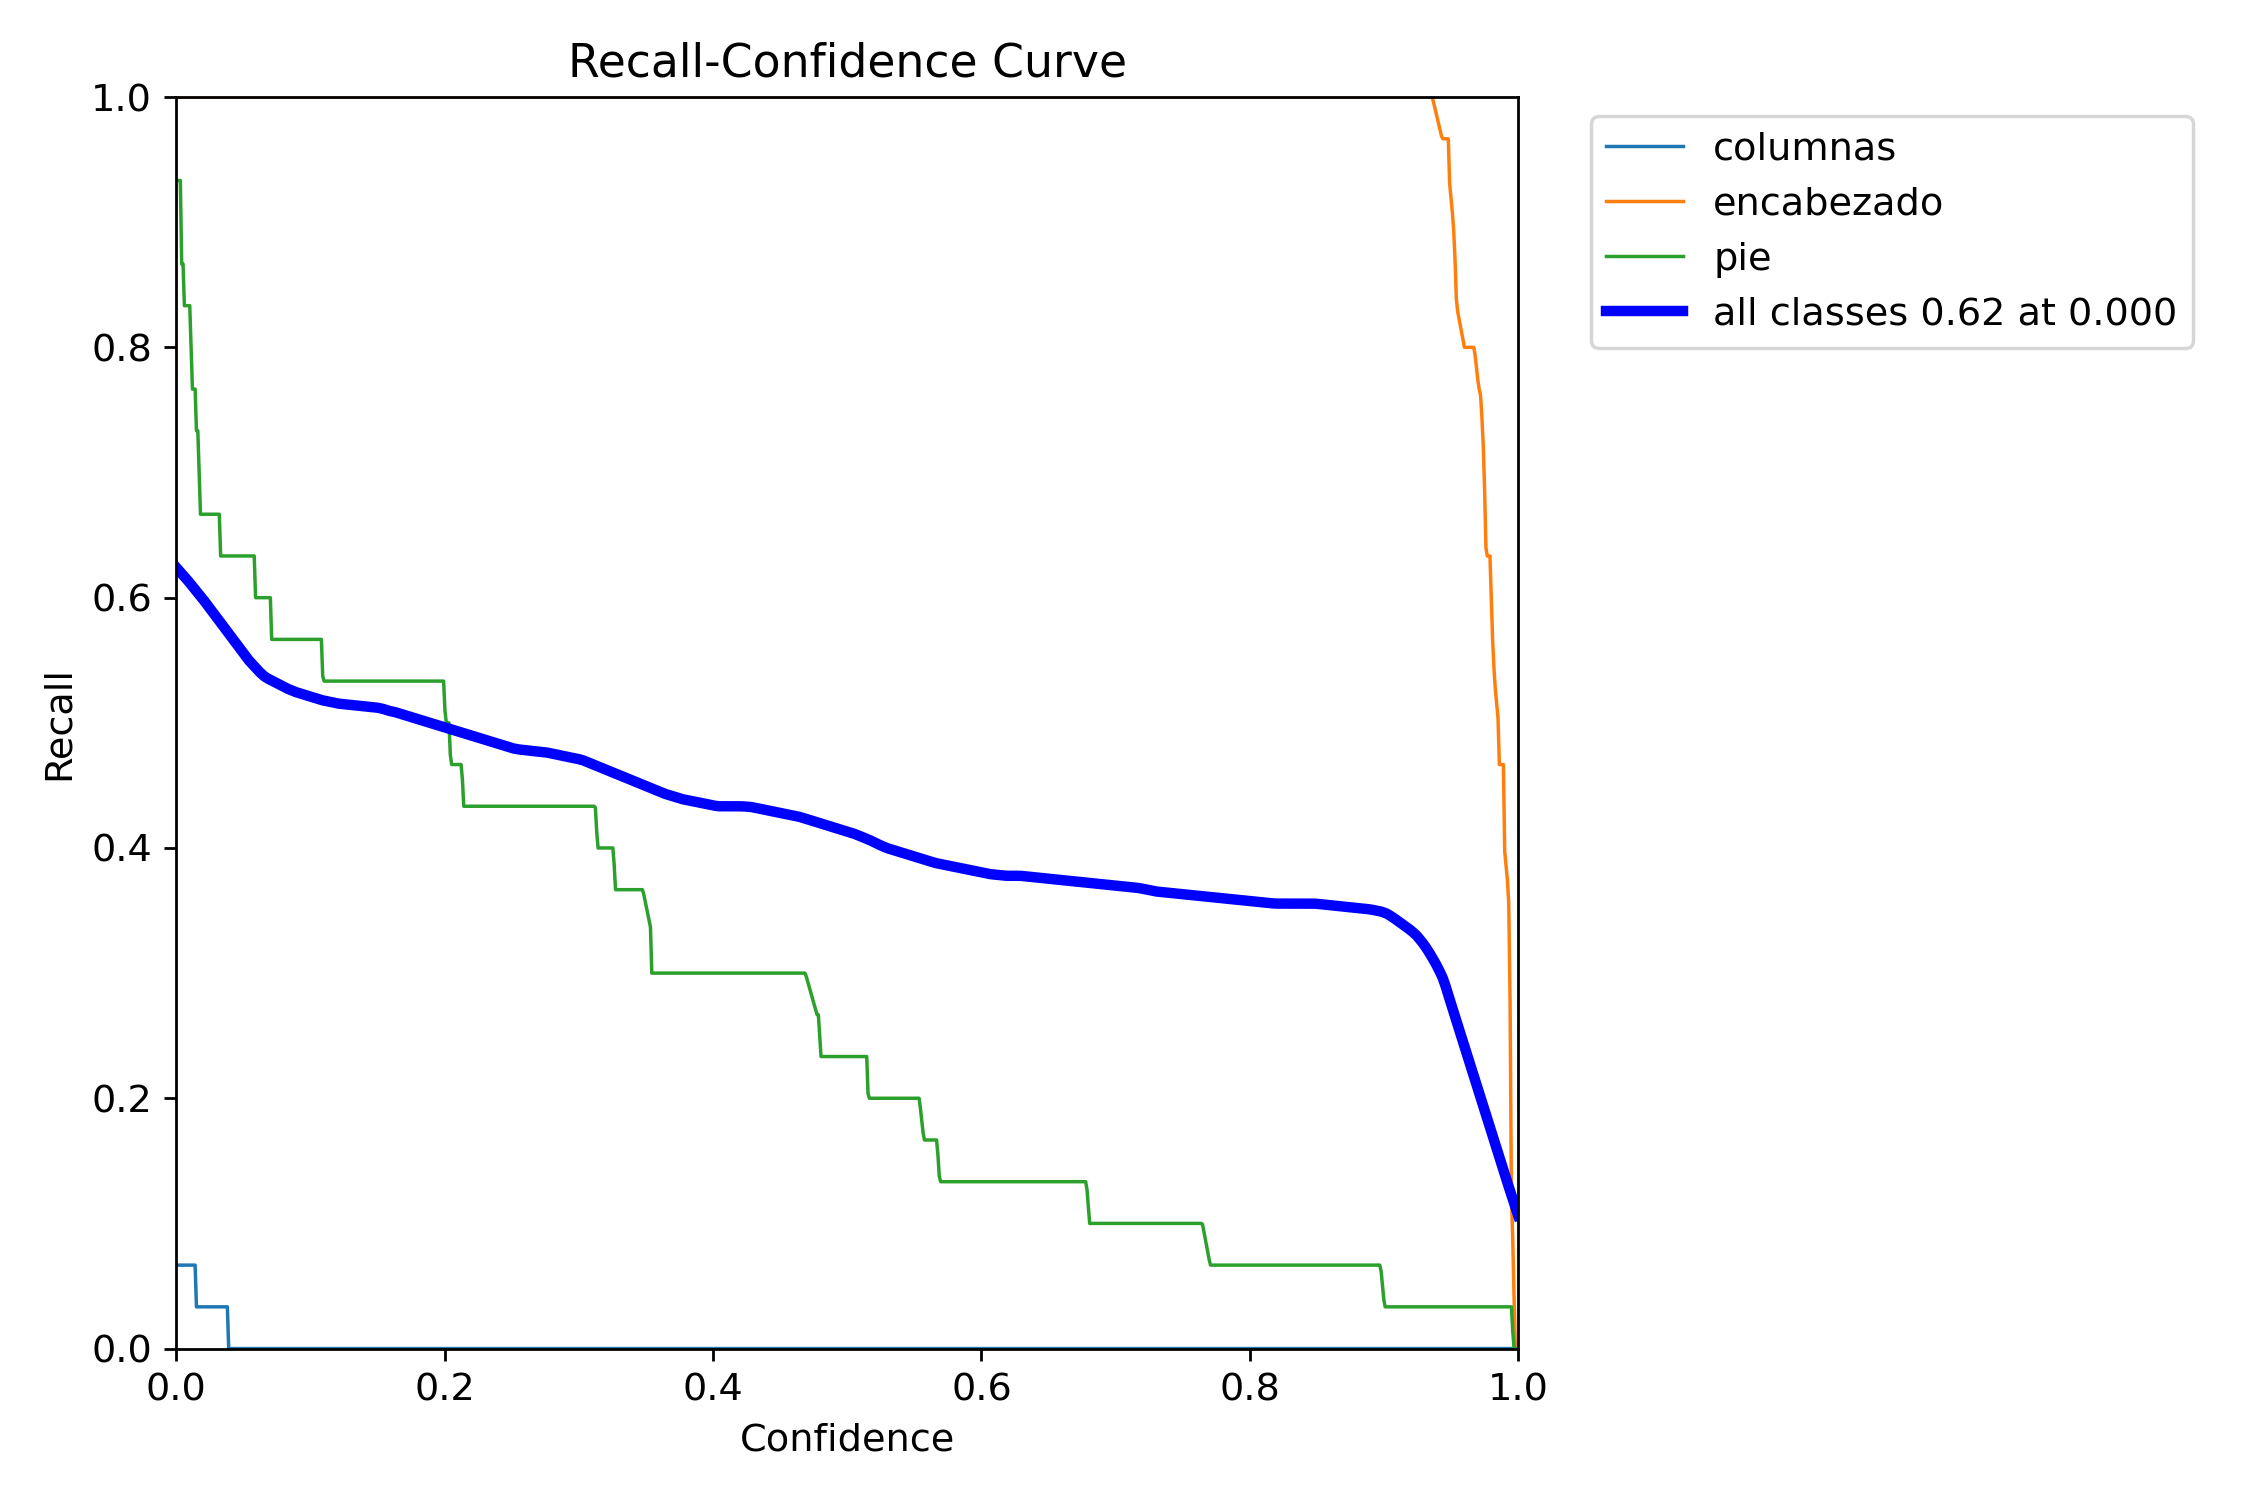 Recall-Confidence Curve
1.0
0.8
0.6
0.4
0.2
0.0
Recall
0.0 0.2 0.4 0.6 0.8 1.0
Confidence
columnas
encabezado
pie
all classes 0.62 at 0.000